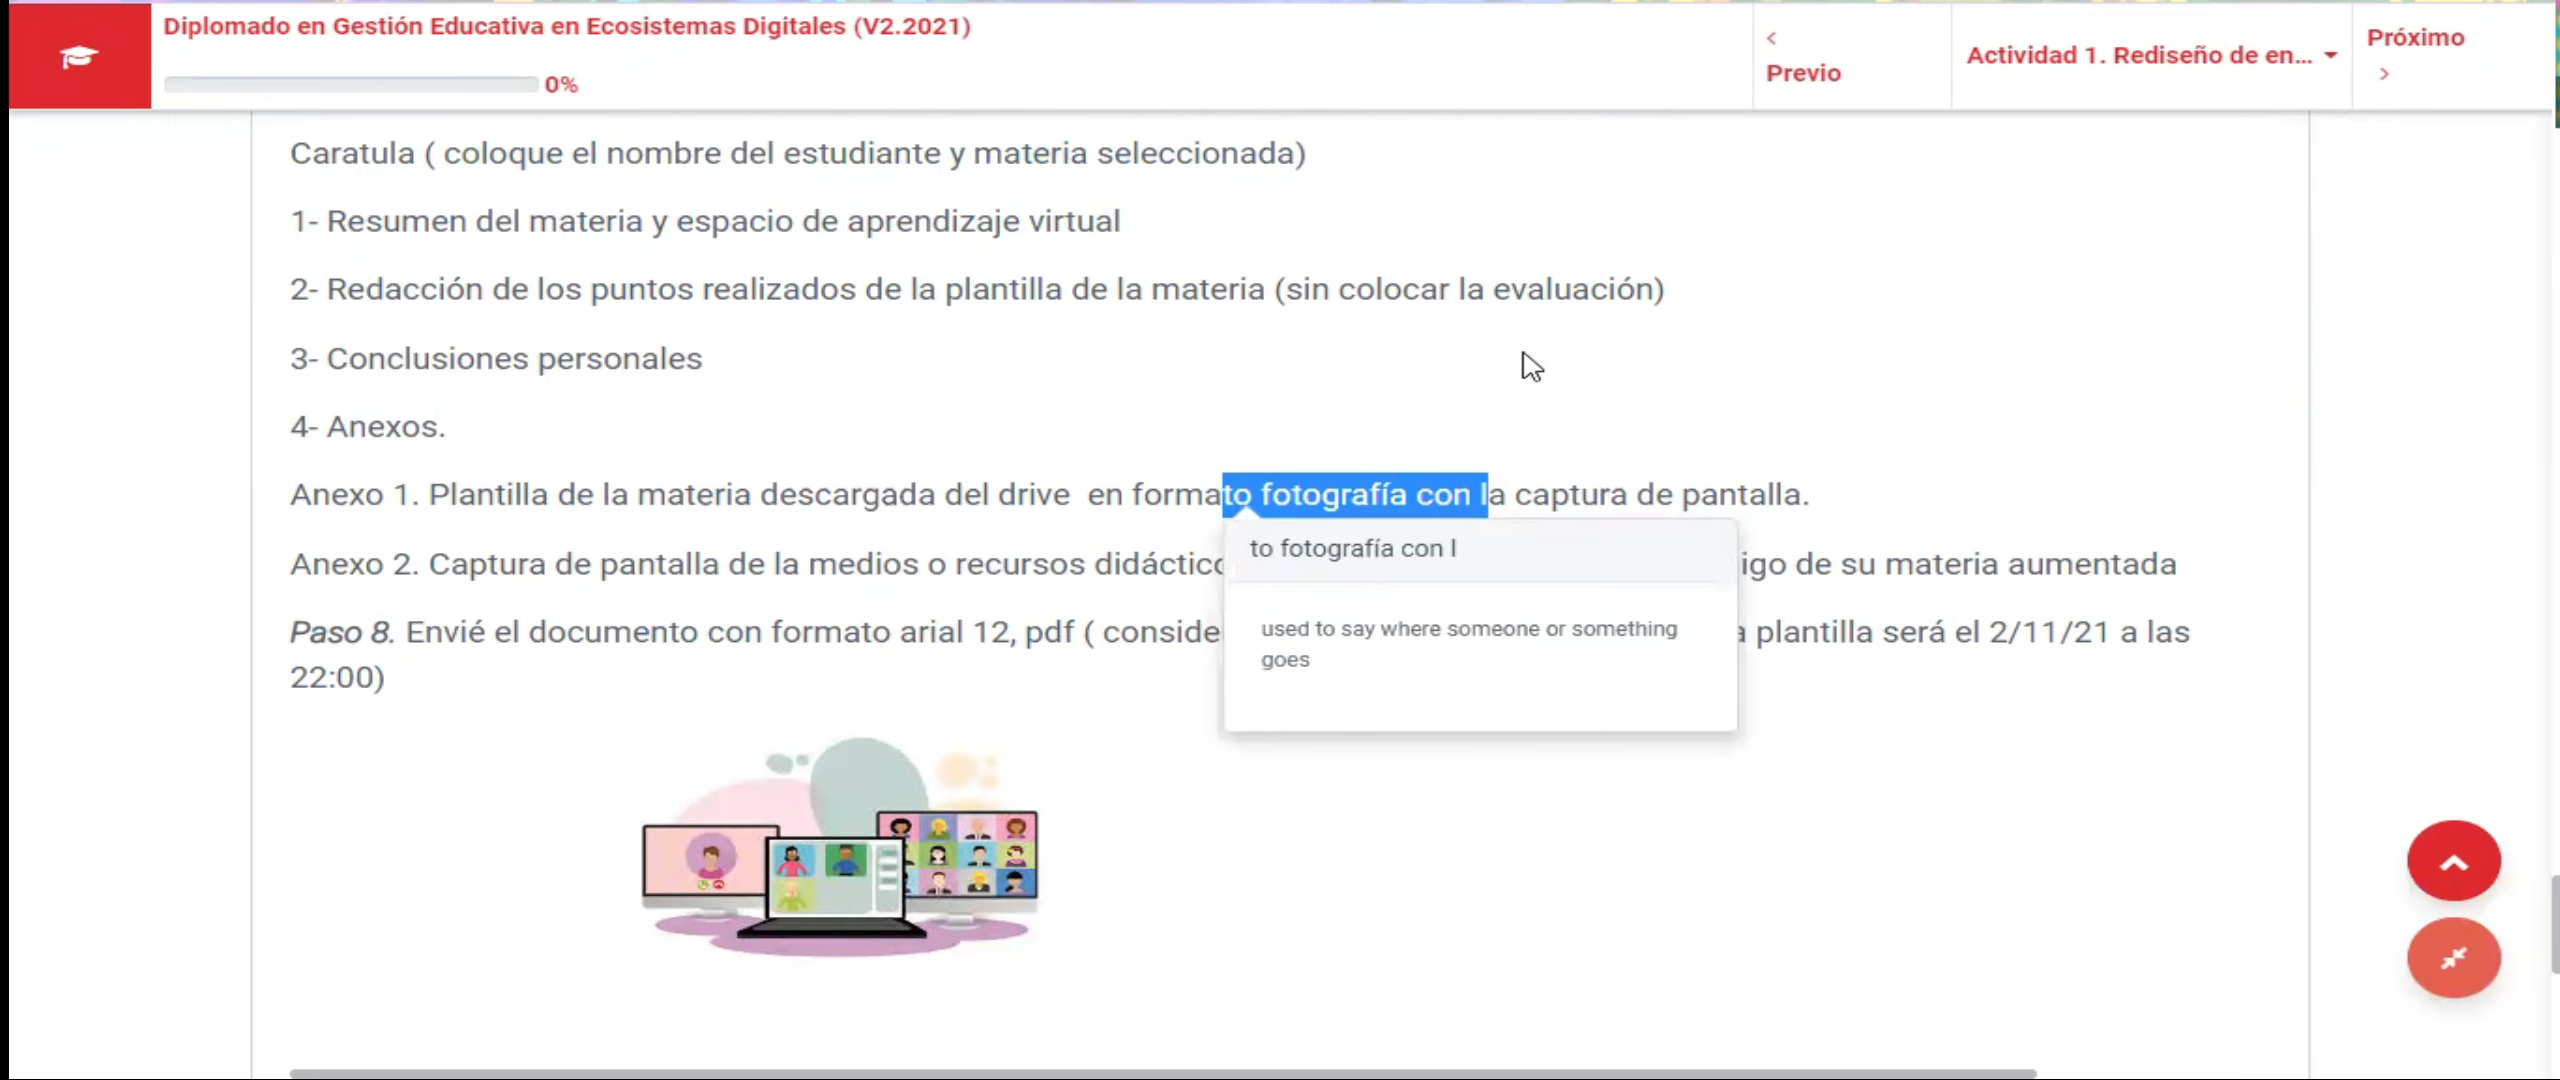 Diplomado en Gestión Educativa en Ecosistemas Digitales (V2.2021)
0%
<
Previo
Actividad 1. Rediseño de en...
Próximo
>
Caratula ( coloque el nombre del estudiante y materia seleccionada)
1- Resumen del materia y espacio de aprendizaje virtual
2- Redacción de los puntos realizados de la plantilla de la materia (sin colocar la evaluación)
3- Conclusiones personales
4- Anexos.
Anexo 1. Plantilla de la materia descargada del drive  en formato fotografía con la captura de pantalla.
to fotografía con l
Anexo 2. Captura de pantalla de la medios o recursos didáctico igo de su materia aumentada
used to say where someone or something
goes
Paso 8. Envié el documento con formato arial 12, pdf ( conside a plantilla será el 2/11/21 a las
22:00)